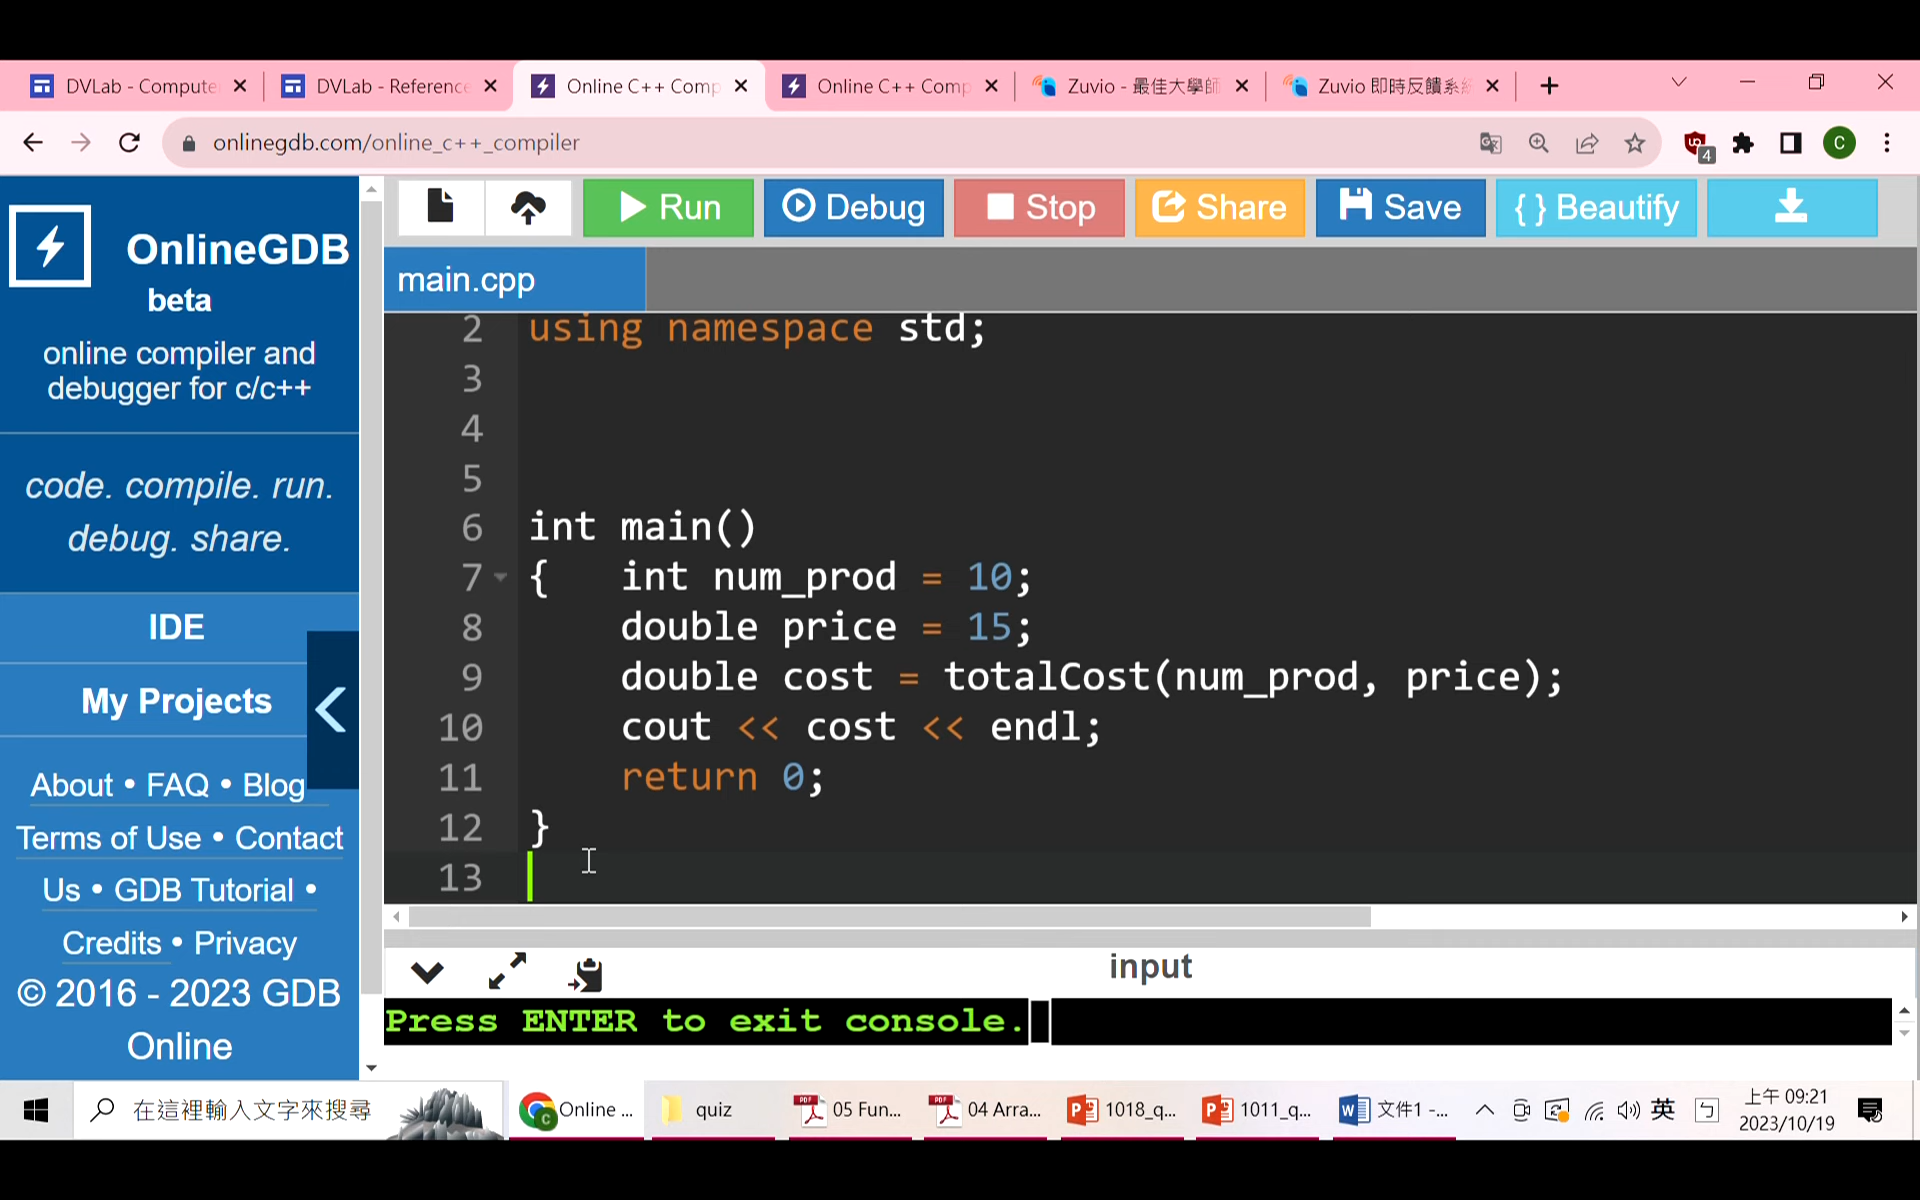 DVLab - Compute
DVLab - Reference
Online C++ Comp
Online C++ Comp
Zuvio - 最佳大學師
Zuvio 即時反饋系統
onlinegdb.com/online_c++_compiler
4
C
OnlineGDB
beta
online compiler and
debugger for c/c++
code. compile. run.
debug. share.
IDE
My Projects
About • FAQ • Blog
Terms of Use • Contact
Us • GDB Tutorial •
Credits • Privacy
© 2016 - 2023 GDB
Online
Run
Debug
Stop
Share
Save
{ } Beautify
main.cpp
2 using namespace std;
3
4
5
6 int main()
7 { int num_prod = 10;
8 double price = 15;
9 double cost = totalCost(num_prod, price);
10 cout << cost << endl;
11 return 0;
12 }
13
input
Press ENTER to exit console.
在這裡輸入文字來搜尋
Online ...
quiz
05 Fun...
04 Arra...
1018_q...
1011_q...
文件1 -...
英
上午 09:21
2023/10/19